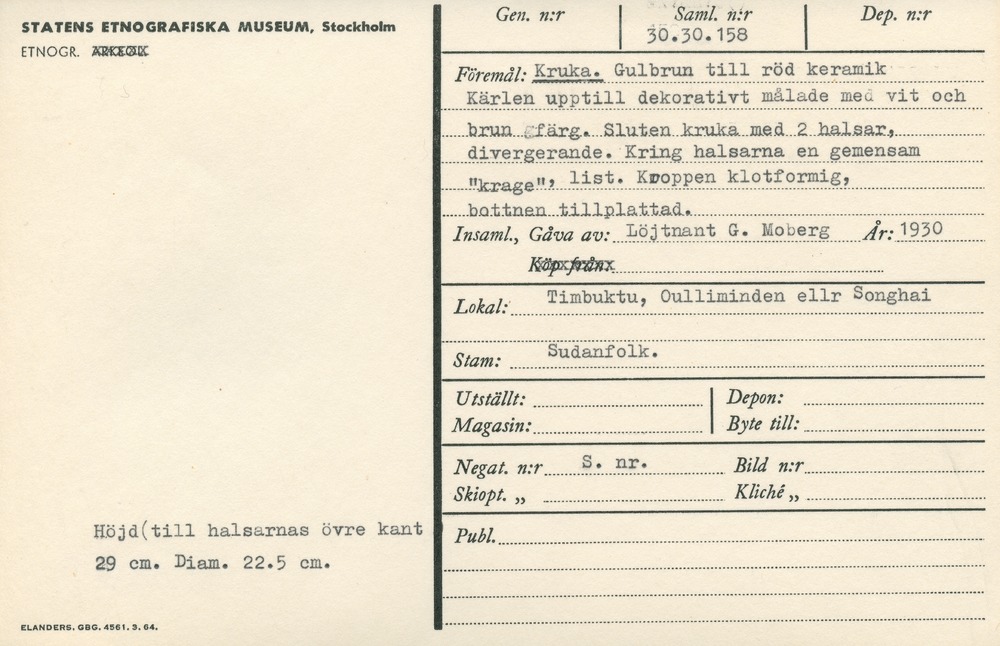 STATENS ETNOGRAFISKA MUSEUM, Stockholm
ETNOGR. ARKEOL
Gen. n:r
Saml. n:r
30.30.158
Dep. n:r
Föremål: Kruka. Gulbrun till röd keramik
Kärlen upptill dekorativt målade med vit och
brun färg. Sluten kruka med 2 halsar,
divergerande. Kring halsarna en gemensam
"krage", list. Kroppen klotformig,
bottnen tillplattad.
Insaml., Gåva av: Löjtnant G. Moberg År: 1930
Köp från:
Lokal: Timbuktu, Oulliminden ellr Songhai
Stam: Sudanfolk.
Utställt:
Depon:
Magasin:
Byte till:
Negat. n:r S. nr.
Bild n:r
Skiopt. „
Kliché „
Publ.
Höjd(till halsarnas övre kant
29 cm. Diam. 22.5 cm.
ELANDERS. GBG. 4561. 3. 64.